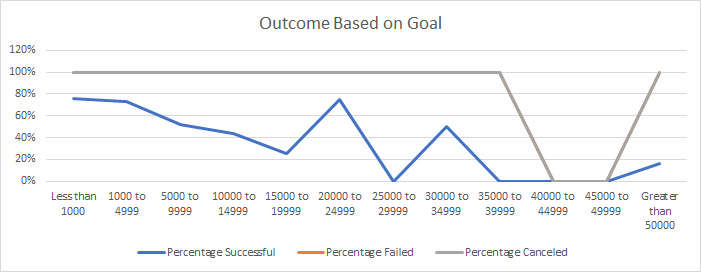 Outcome Based on Goal
120%
100%
80%
60%
40%
20%
0%
Less than 1000 to 5000 to 10000 to 15000 to 20000 to 25000 to 30000 to 35000 to 40000 to 45000 to Greater
1000 4999 9999 14999 19999 24999 29999 34999 39999 44999 49999 than
50000
Percentage Successful Percentage Failed Percentage Canceled